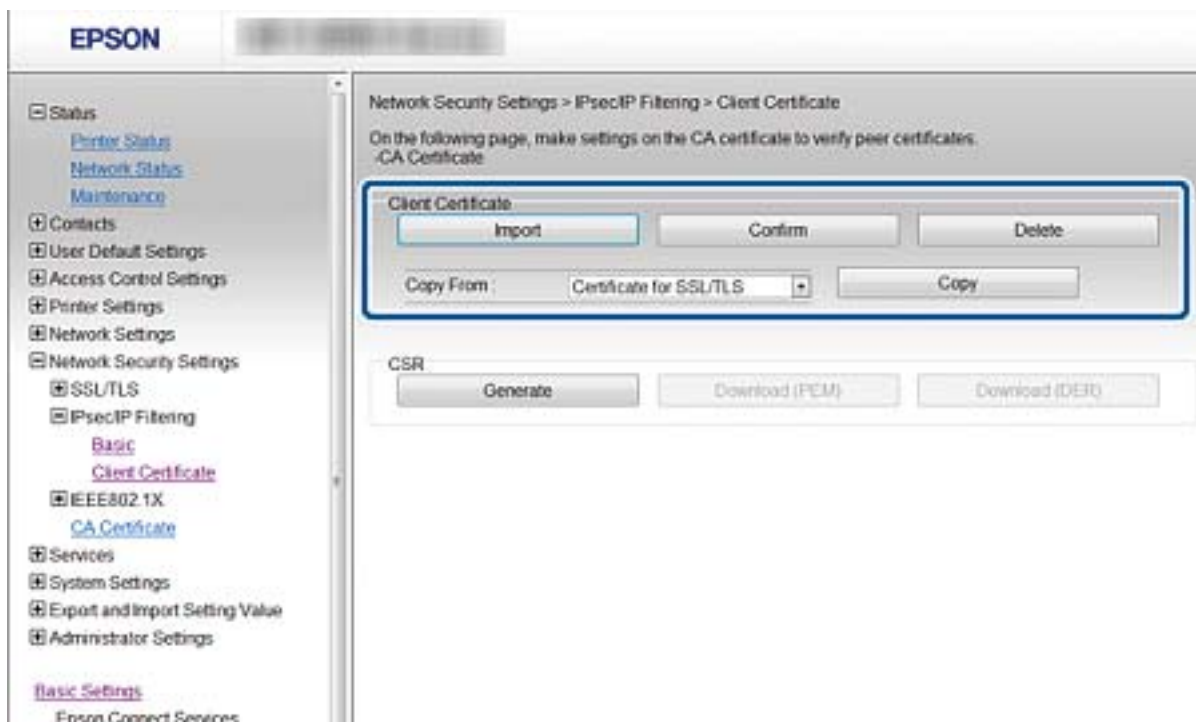 EPSON
Status
Printer Status
Network Status
Maintenance
Contacts
User Default Settings
Access Control Settings
Printer Settings
Network Settings
Network Security Settings
SSL/TLS
IPsec/IP Filtering
Basic
Client Certificate
IEEE802.1X
CA Certificate
Services
System Settings
Export and Import Setting Value
Administrator Settings
Basic Settings
Epson Connect Services
Network Security Settings > IPsec/IP Filtering > Client Certificate
On the following page, make settings on the CA certificate to verify peer certificates.
-CA Certificate
Client Certificate
Import Confirm Delete
Copy From : Certificate for SSL/TLS Copy
CSR
Generate Download (PEM) Download (DER)